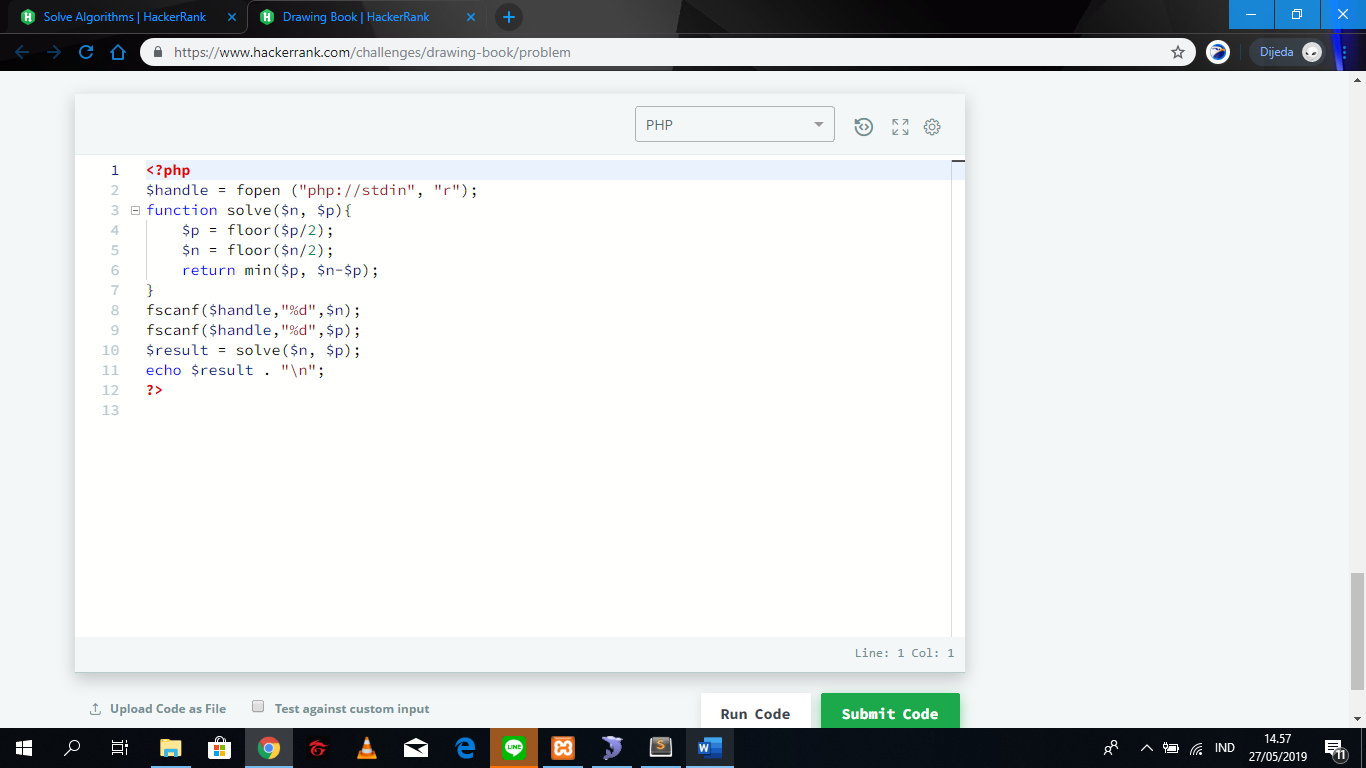 Solve Algorithms | HackerRank
Drawing Book | HackerRank
https://www.hackerrank.com/challenges/drawing-book/problem
Dijeda
PHP
1 <?php
2 $handle = fopen ("php://stdin", "r");
3 function solve($n, $p){
4 $p = floor($p/2);
5 $n = floor($n/2);
6 return min($p, $n-$p);
7 }
8 fscanf($handle,"%d",$n);
9 fscanf($handle,"%d",$p);
10 $result = solve($n, $p);
11 echo $result . "\n";
12 ?>
13
Line: 1 Col: 1
Upload Code as File
Test against custom input
Run Code
Submit Code
LINE
IND
14.57
27/05/2019
11